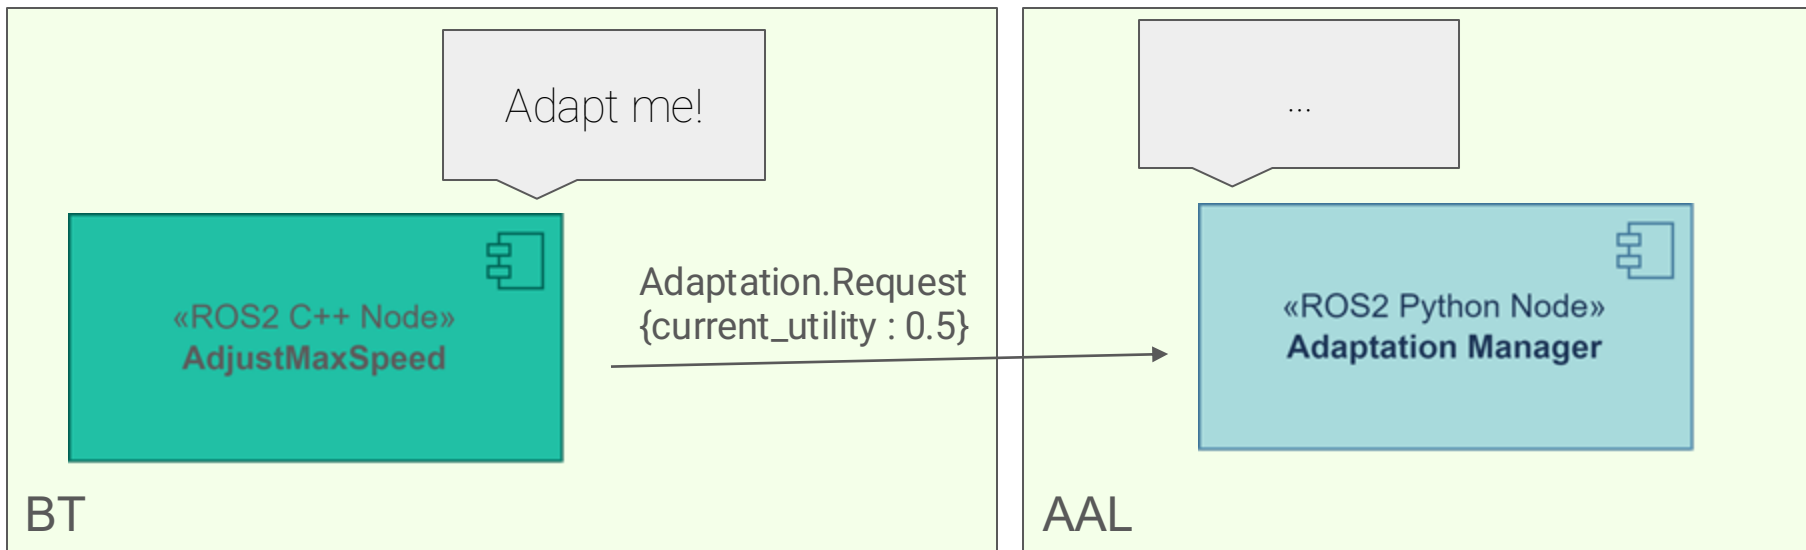 Adapt me!
...
«ROS2 C++ Node»
AdjustMaxSpeed
Adaptation.Request
{current_utility : 0.5}
«ROS2 Python Node»
Adaptation Manager
BT
AAL